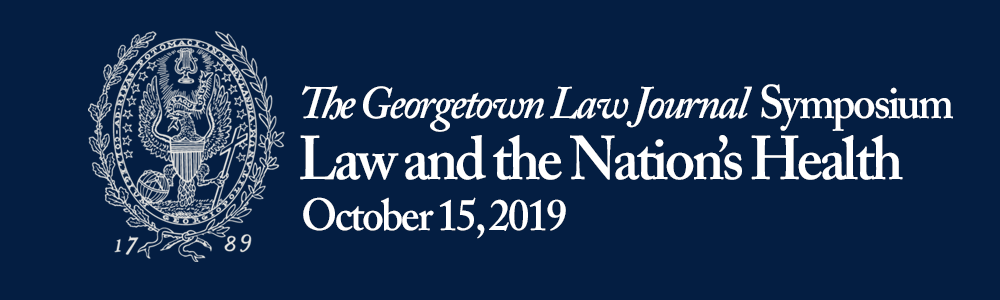 The Georgetown Law Journal Symposium
Law and the Nation's Health
October 15, 2019
17 89